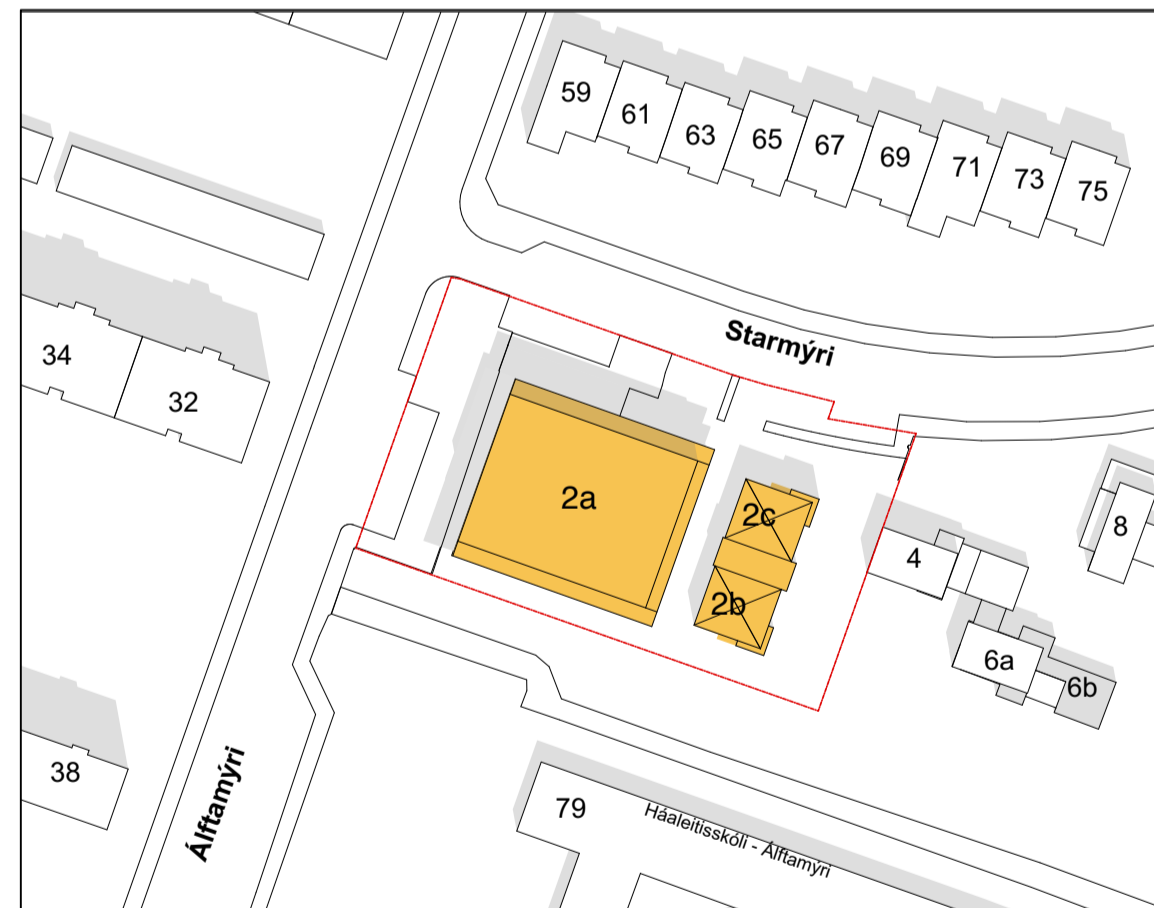 59
61
63
65
67
69
71
73
75
Starmýri
34
32
2a
2c
8
4
2b
6a
6b
38
Álftamýri
79
Háaleitisskóli - Álftamýri